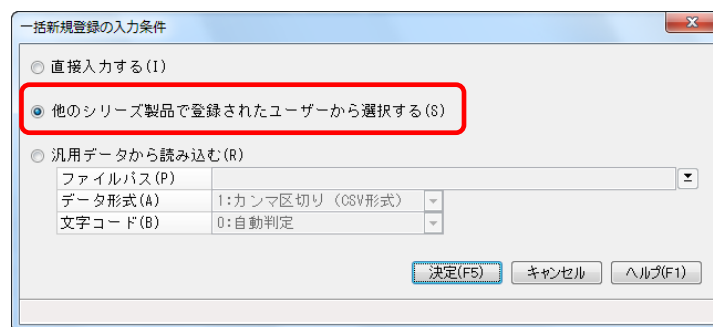 一括新規登録の入力条件
直接入力する(I)
他のシリーズ製品で登録されたユーザーから選択する(S)
汎用データから読み込む(R)
ファイルパス(P)
データ形式(A) 1:カンマ区切り (CSV形式)
文字コード(B) 0:自動判定
決定(F5) キャンセル ヘルプ(F1)